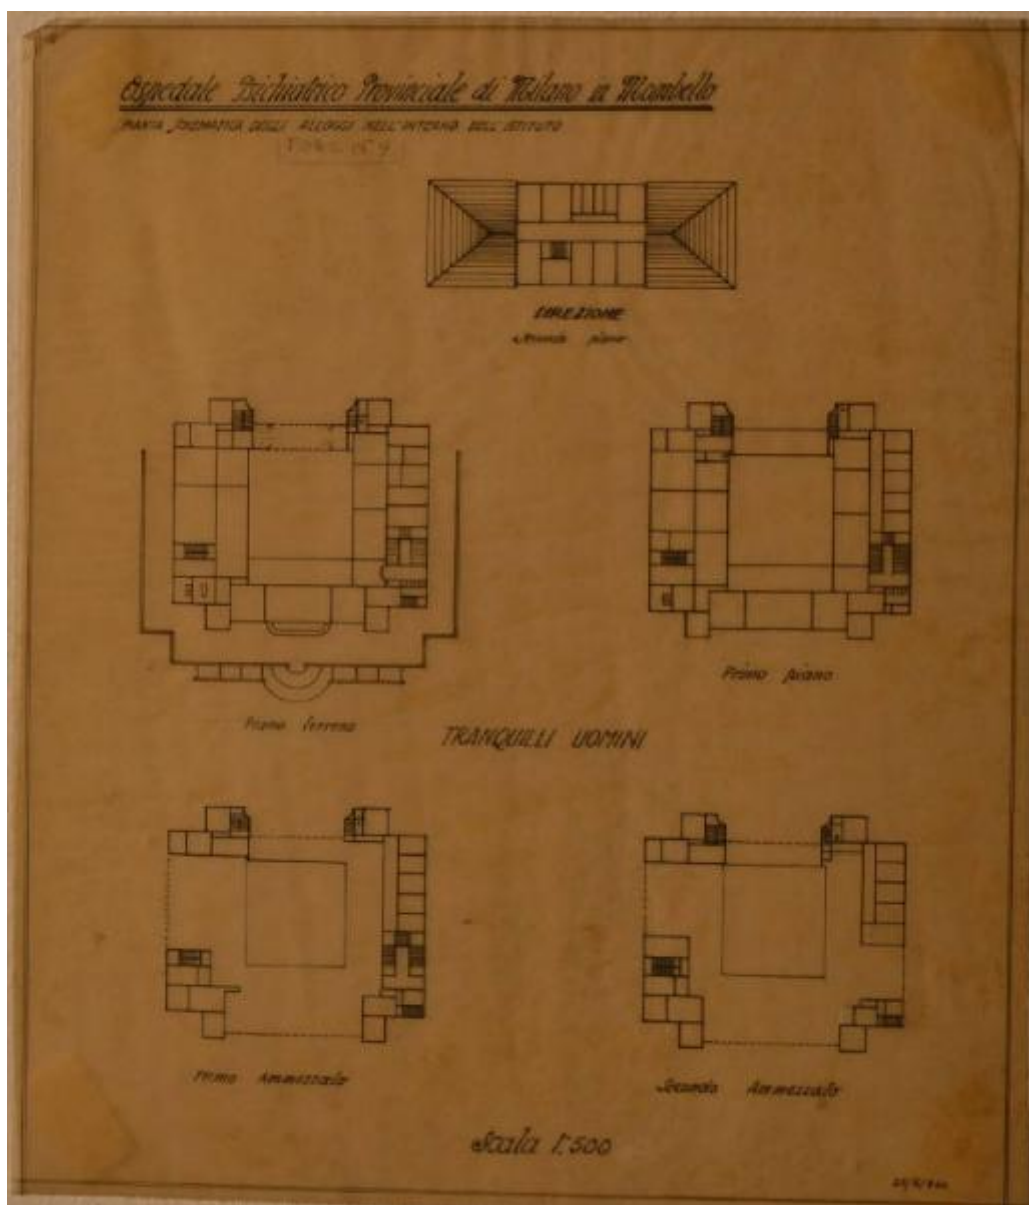 Ospedale Psichiatrico Provinciale di Milano in Mombello
PIANTA SCHEMATICA DEGLI ALLOGGI NELL'INTERNO DELL'ISTITUTO
DIREZIONE
Secondo piano
Primo piano
Piano terreno
TRANQUILLI UOMINI
Primo Ammezzato
Secondo Ammezzato
Scala 1:500